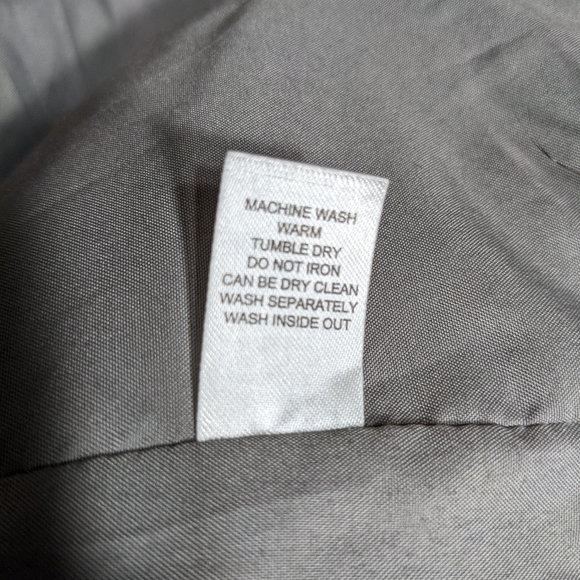 MACHINE WASH
WARM
TUMBLE DRY
DO NOT IRON
CAN BE DRY CLEAN
WASH SEPARATELY
WASH INSIDE OUT